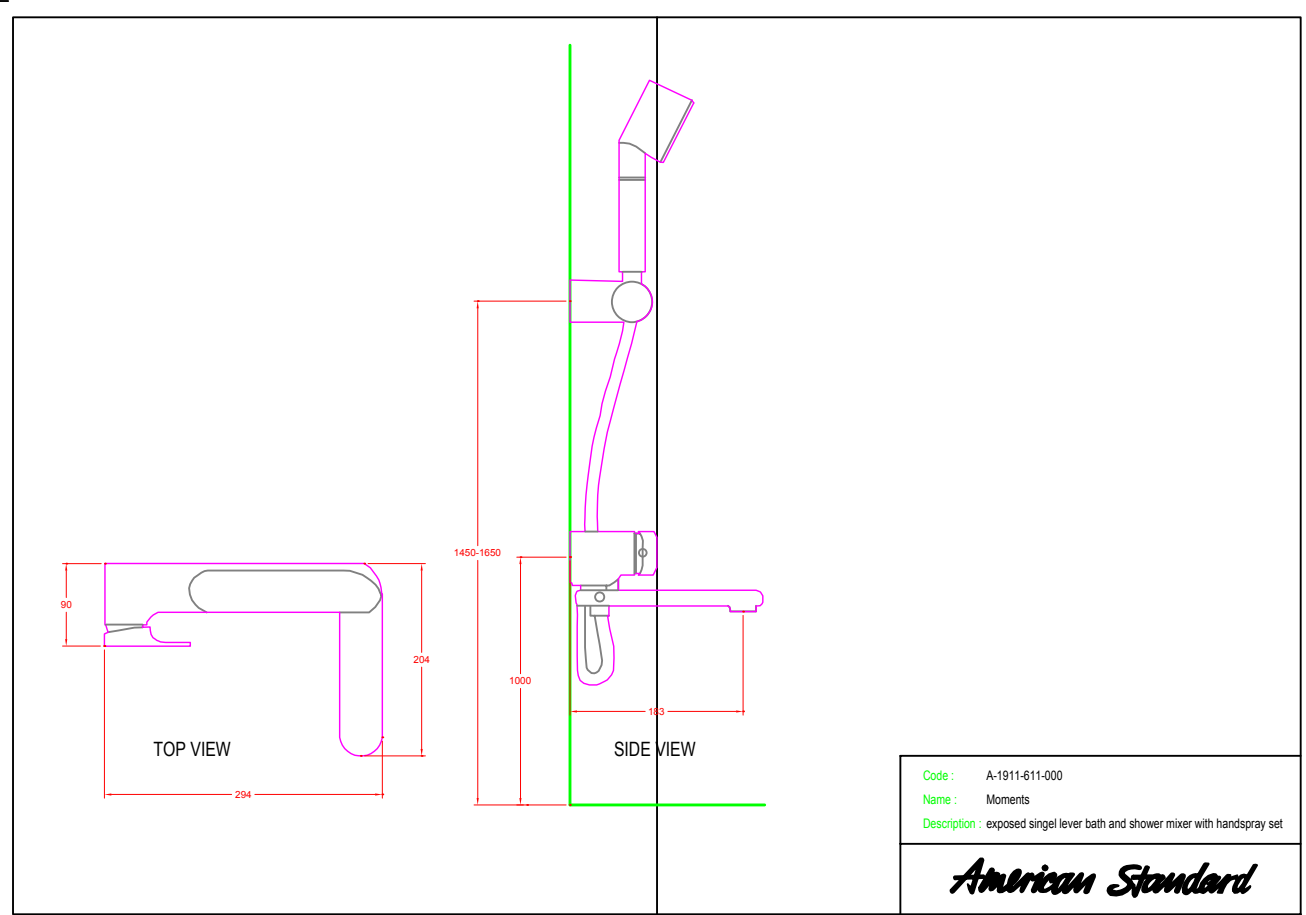 1450-1650
90
204
1000
183
TOP VIEW
SIDE VIEW
294
Code : A-1911-611-000
Name : Moments
Description : exposed singel lever bath and shower mixer with handspray set
American Standard